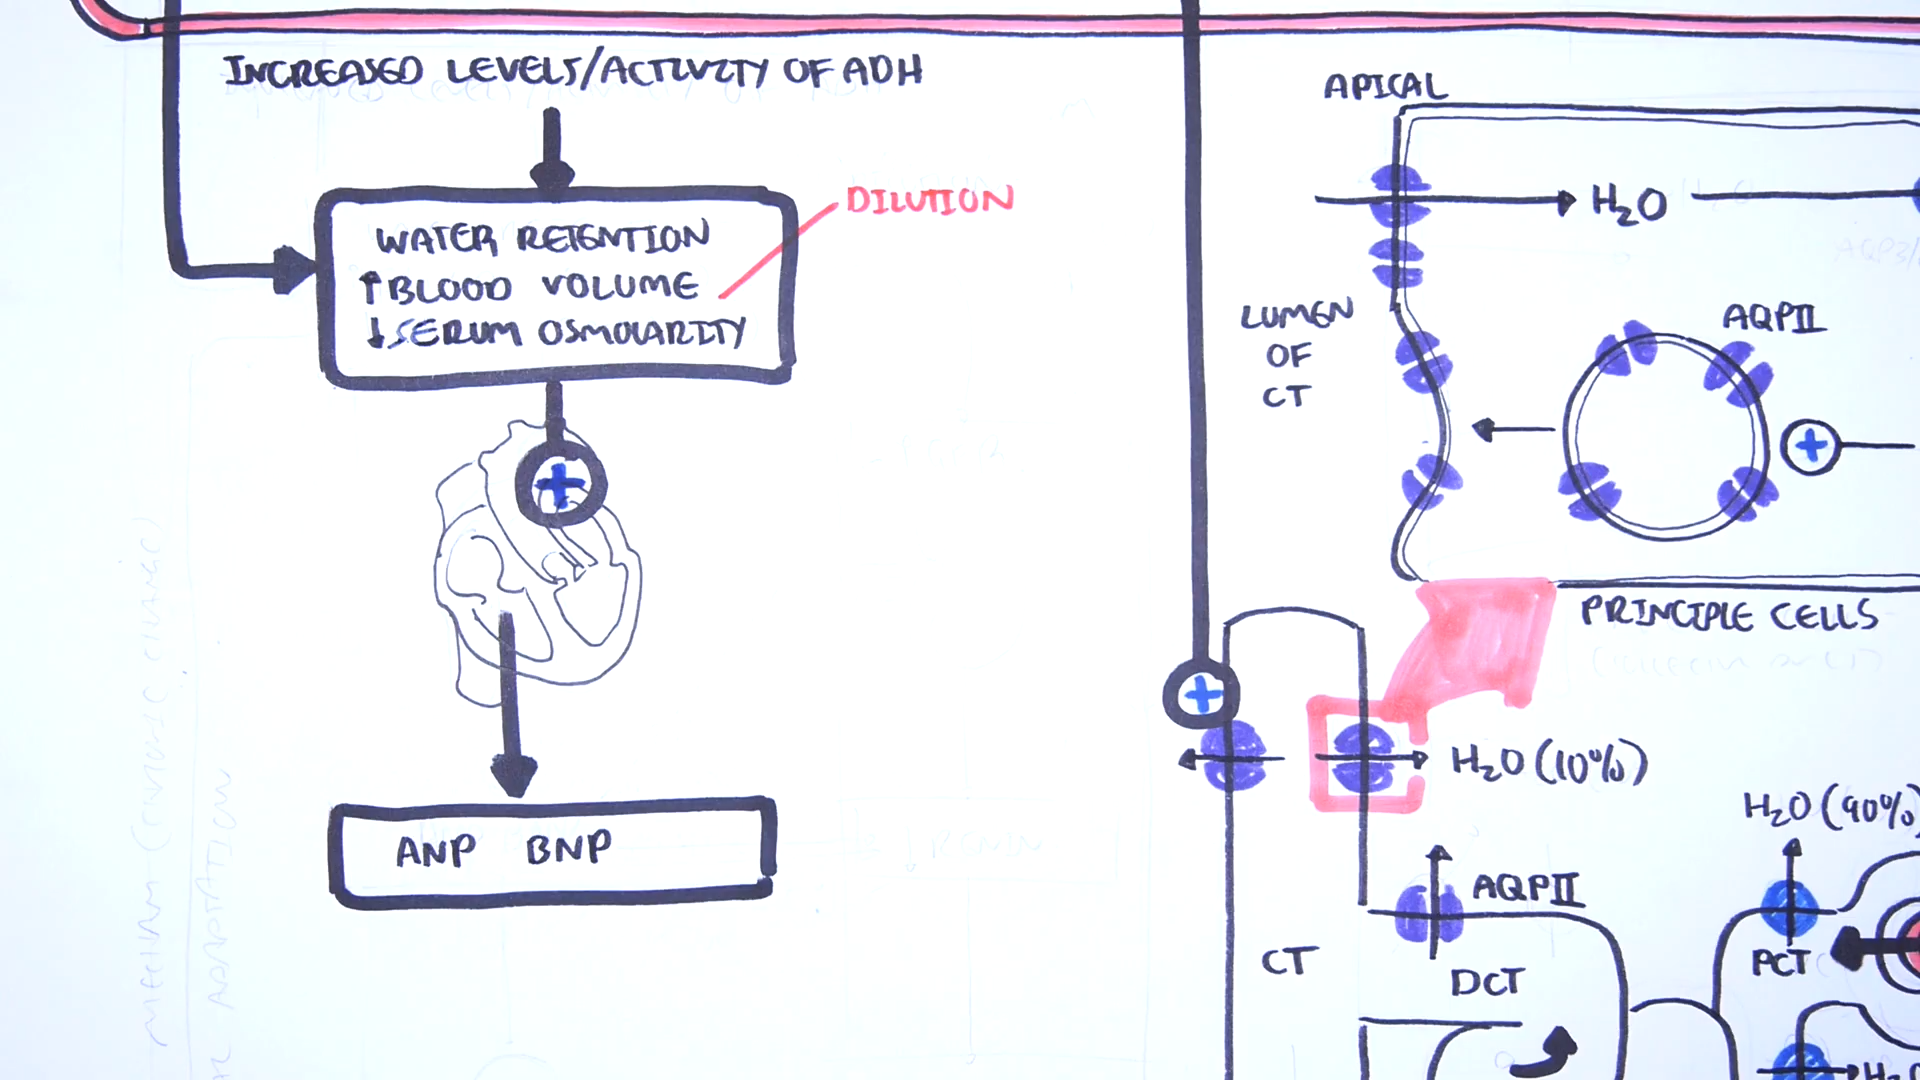 INCREASED LEVELS/ACTIVITY OF ADH
WATER RETENTION
↑BLOOD VOLUME
↓SERUM OSMOLARITY
DILUTION
ANP BNP
APICAL
H₂O
LUMEN
OF
CT
AQPII
PRINCIPLE CELLS
H₂O (10%)
H₂O (90%)
AQPII
CT
DCT
PCT